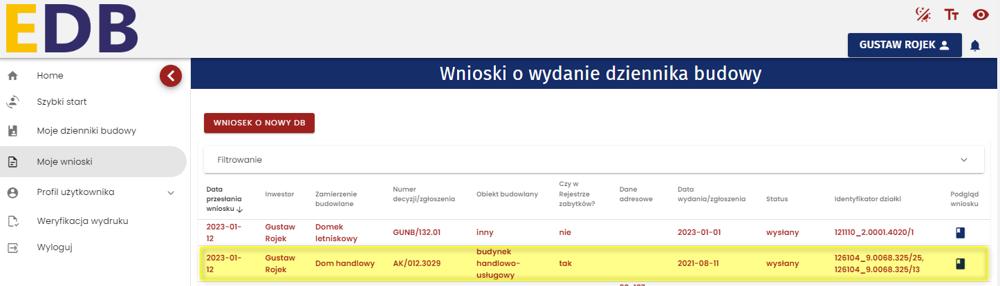 EDB
GUSTAW ROJEK
Home
Szybki start
Moje dzienniki budowy
Moje wnioski
Profil użytkownika
Weryfikacja wydruku
Wyloguj
Wnioski o wydanie dziennika budowy
WNIOSEK O NOWY DB
Filtrowanie
Data
przesłania
wniosku
Inwestor
Zamierzenie
budowlane
Numer
decyzji/zgłoszenia
Obiekt budowlany
Czy w
Rejestrze
zabytków?
Dane
adresowe
Data
wydania/zgłoszenia
Status
Identyfikator działki
Podgląd
wniosku
2023-01-
12
Gustaw
Rojek
Domek
letniskowy
GUNB/132.01
inny
nie
2023-01-01
wysłany
121110_2.0001.4020/1
2023-01-
12
Gustaw
Rojek
Dom handlowy
AK/012.3029
budynek
handlowo-
usługowy
tak
2021-08-11
wysłany
126104_9.0068.325/25,
126104_9.0068.325/13